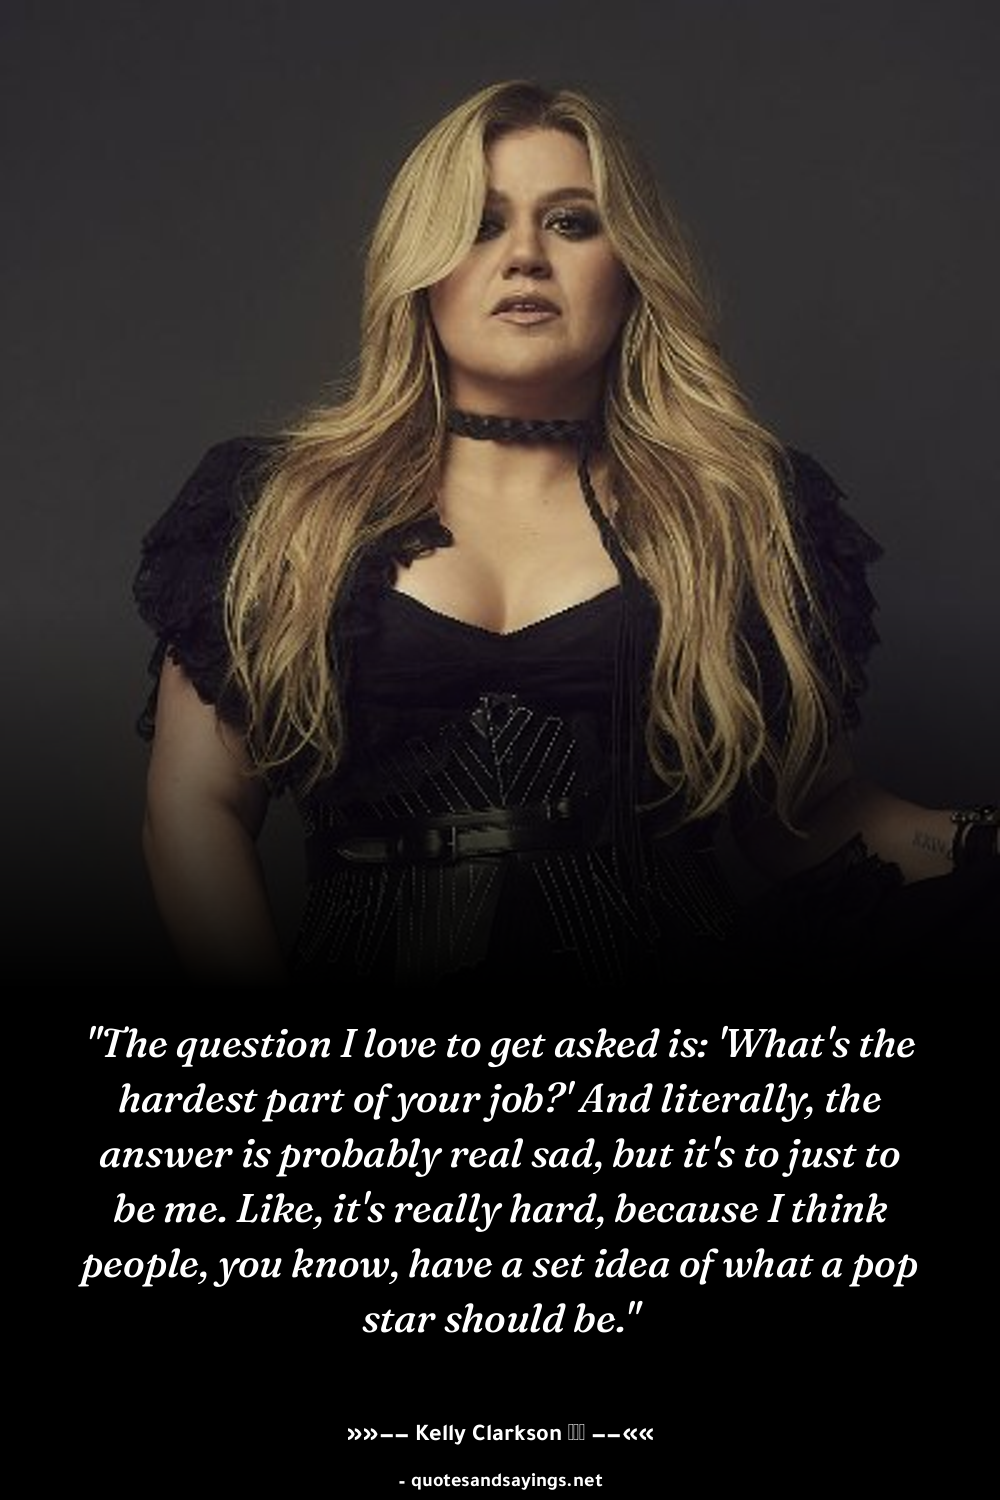 "The question I love to get asked is: 'What's the
hardest part of your job?' And literally, the
answer is probably real sad, but it's to just to
be me. Like, it's really hard, because I think
people, you know, have a set idea of what a pop
star should be."
»»–– Kelly Clarkson ––««
- quotesandsayings.net